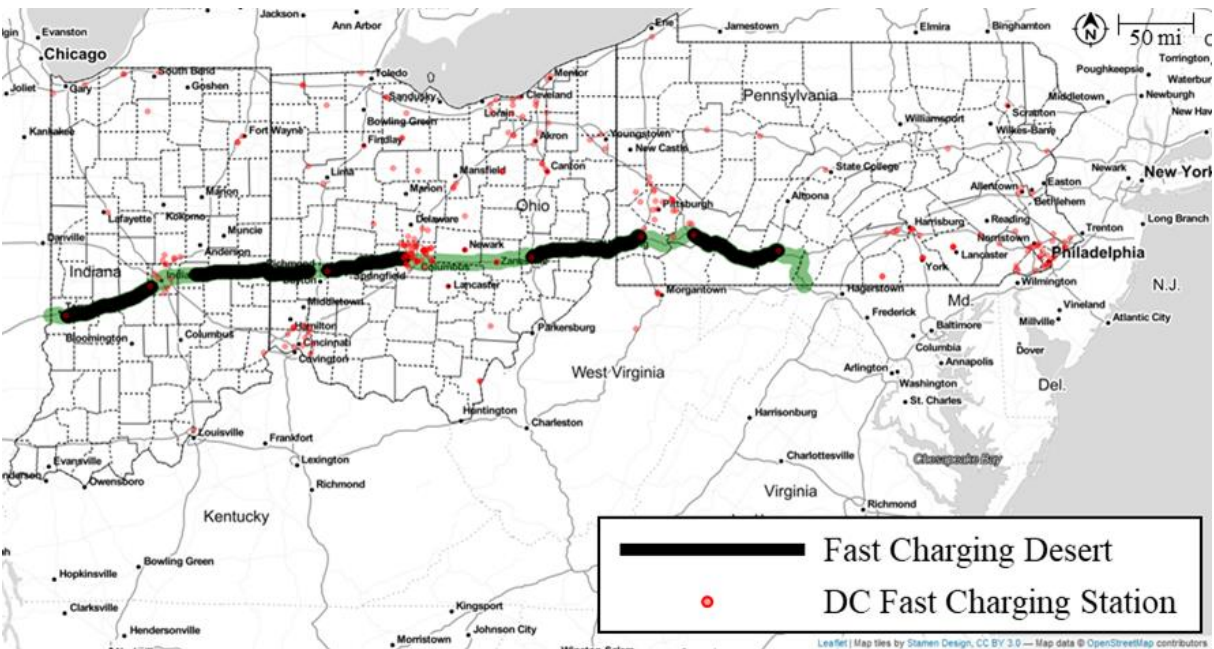 Evanston
Chicago
Joliet
Gary
South Bend
Goshen
Kankakee
Fort Wayne
Lafayette
Kokomo
Marion
Muncie
Anderson
Danville
Indiana
Bloomington
Columbus
Jackson
Ann Arbor
Toledo
Sandusky
Bowling Green
Findlay
Lima
Marion
Mansfield
Delaware
Ohio
Newark
Columbus
Springfield
Lancaster
Middletown
Hamilton
Cincinnati
Covington
Mentor
Cleveland
Lorain
Akron
Canton
Youngstown
New Castle
Erie
Jamestown
Elmira
Binghamton
N
50 mi
Torrington
Poughkeepsie
Waterbur
Middletown
Newburgh
New Hav
Pennsylvania
Williamsport
Scranton
Wilkes-Barre
State College
Altoona
Pittsburgh
Allentown
Easton
Bethlehem
Newark
New York
Harrisburg
Reading
Norristown
Trenton
Long Branch
York
Lancaster
Philadelphia
Wilmington
N.J.
Vineland
Millville
Atlantic City
Dover
Del.
Morgantown
Hagerstown
Md.
Frederick
Baltimore
Columbia
Annapolis
Arlington
Washington
St. Charles
Parkersburg
West Virginia
Huntington
Charleston
Harrisonburg
Charlottesville
Chesapeake Bay
Virginia
Richmond
Louisville
Frankfort
Lexington
Richmond
Evansville
Owensboro
Kentucky
Bowling Green
Hopkinsville
Clarksville
Hendersonville
Kingsport
Johnson City
Morristown
Fast Charging Desert
DC Fast Charging Station
Leaflet | Map tiles by Stamen Design, CC BY 3.0 — Map data © OpenStreetMap contributors